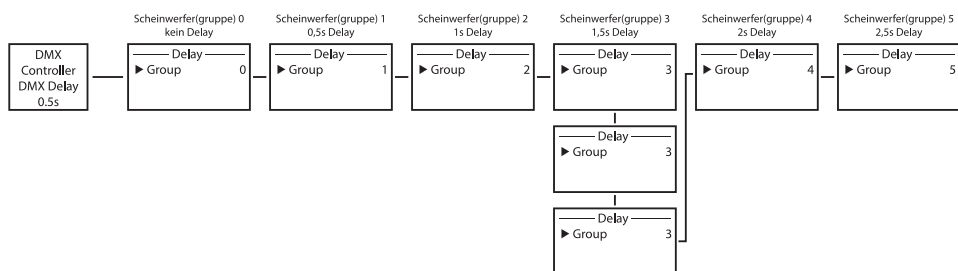 Scheinwerfer(gruppe) 0
kein Delay
Scheinwerfer(gruppe) 1
0,5s Delay
Scheinwerfer(gruppe) 2
1s Delay
Scheinwerfer(gruppe) 3
1,5s Delay
Scheinwerfer(gruppe) 4
2s Delay
Scheinwerfer(gruppe) 5
2,5s Delay
DMX
Controller
DMX Delay
0.5s
Delay
▶ Group 0
Delay
▶ Group 1
Delay
▶ Group 2
Delay
▶ Group 3
Delay
▶ Group 4
Delay
▶ Group 5
Delay
▶ Group 3
Delay
▶ Group 3